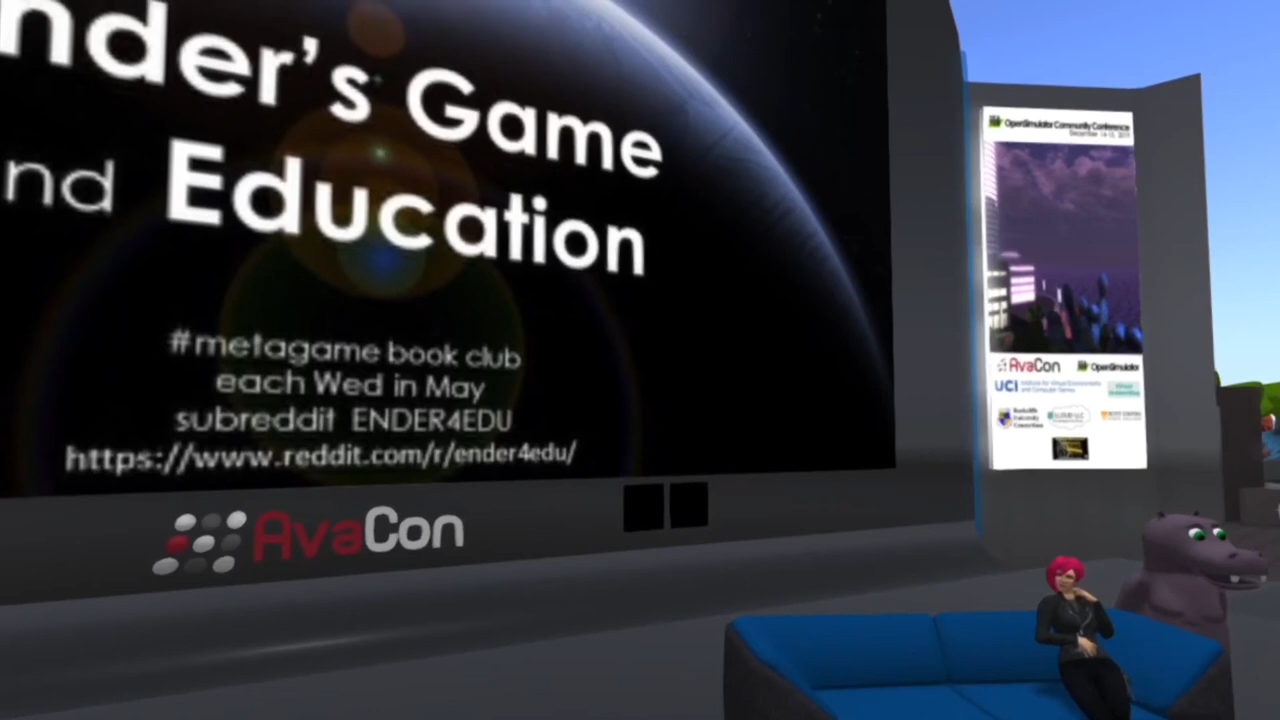 nder's Game
nd Education
#metagame book club
each Wed in May
subreddit ENDER4EDU
https://www.reddit.com/r/ender4edu/
AvaCon
OpenSimulator Community Conference
AvaCon OpenSimulator
UCI